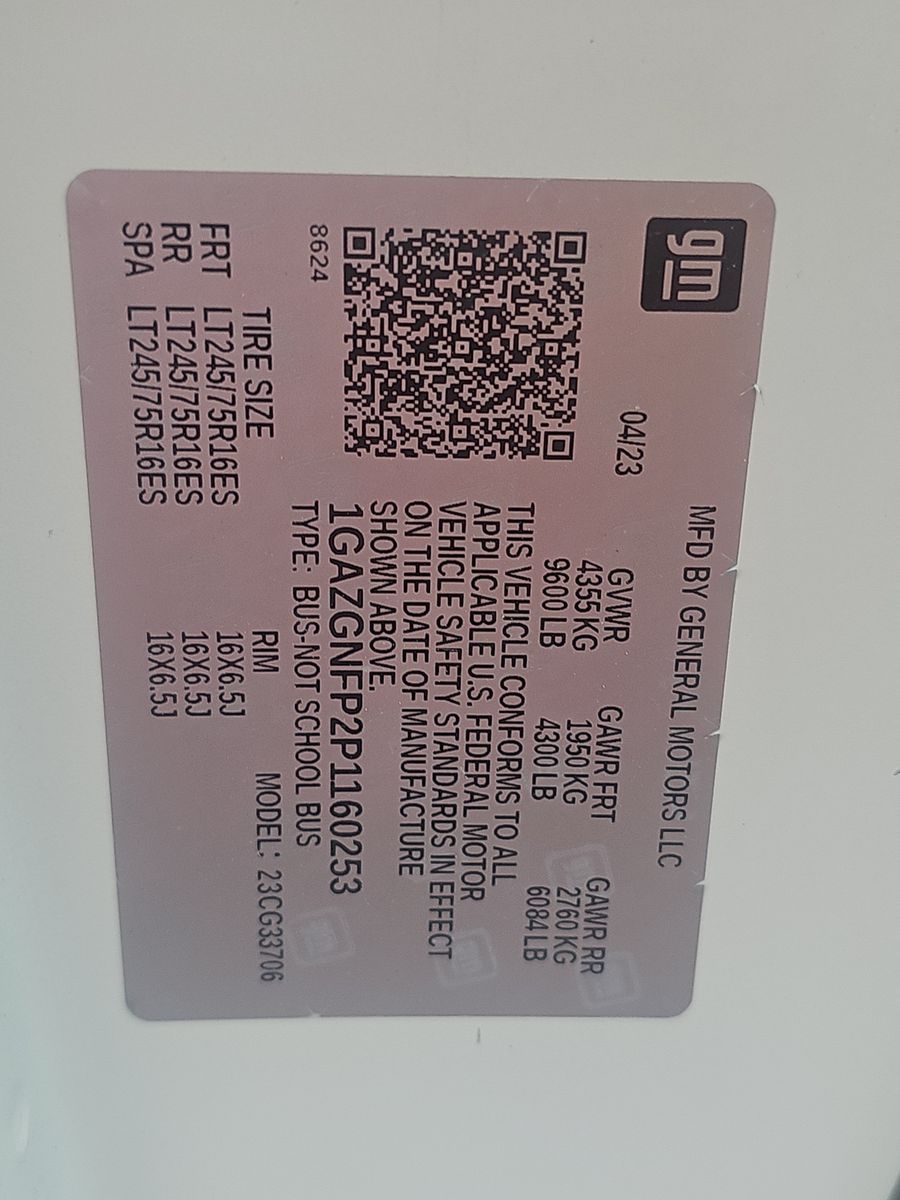 gm
MFD BY GENERAL MOTORS LLC
04/23
GVWR GAWR FRT GAWR RR
4355 KG 1950 KG 2760 KG
9600 LB 4300 LB 6084 LB
THIS VEHICLE CONFORMS TO ALL
APPLICABLE U.S. FEDERAL MOTOR
VEHICLE SAFETY STANDARDS IN EFFECT
ON THE DATE OF MANUFACTURE
SHOWN ABOVE.
1GAZGNFP2P1160253
TYPE: BUS-NOT SCHOOL BUS
8624
MODEL: 23CG33706
TIRE SIZE RIM
FRT LT245/75R16ES 16X6.5J
RR LT245/75R16ES 16X6.5J
SPA LT245/75R16ES 16X6.5J